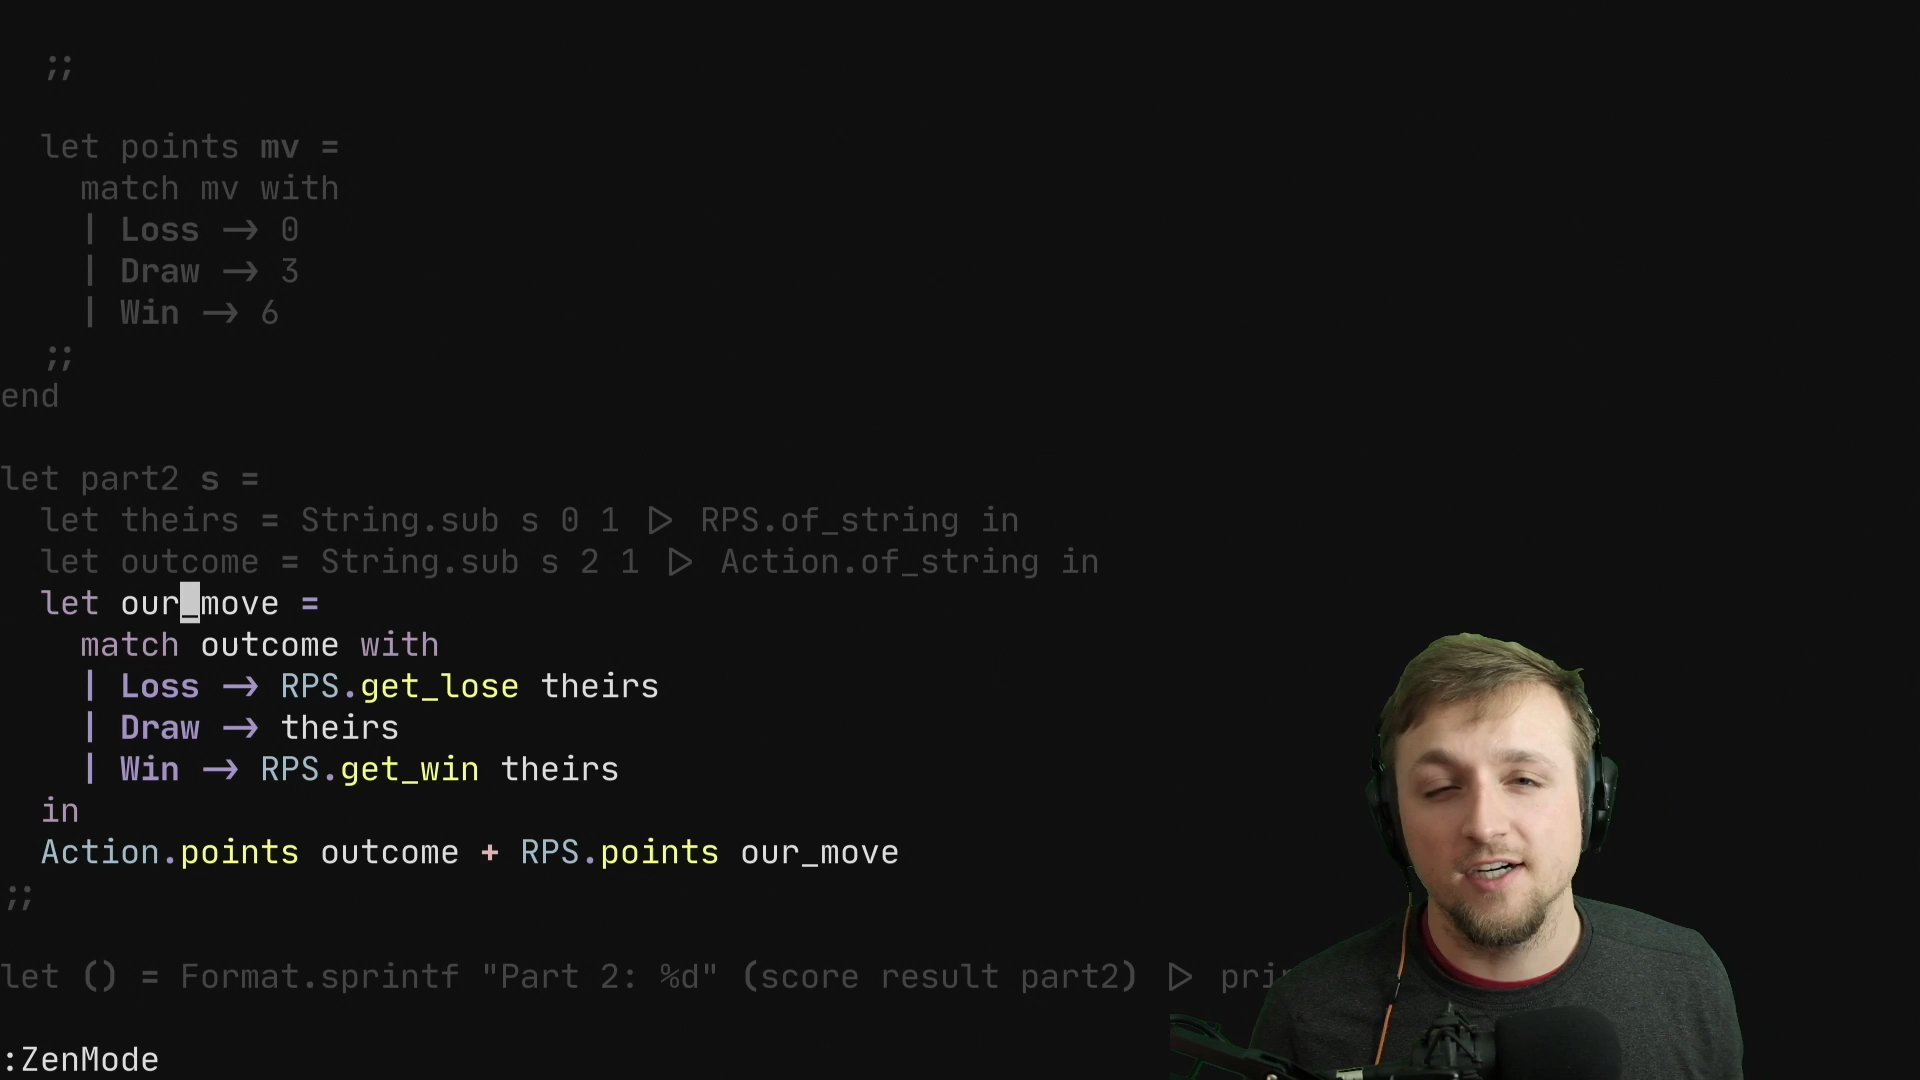 ;;
let points mv =
match mv with
| Loss -> 0
| Draw -> 3
| Win -> 6
;;
end
let part2 s =
let theirs = String.sub s 0 1 |> RPS.of_string in
let outcome = String.sub s 2 1 |> Action.of_string in
let our_move =
match outcome with
| Loss -> RPS.get_lose theirs
| Draw -> theirs
| Win -> RPS.get_win theirs
in
Action.points outcome + RPS.points our_move
;;
let () = Format.sprintf "Part 2: %d" (score result part2) |> pri
:ZenMode